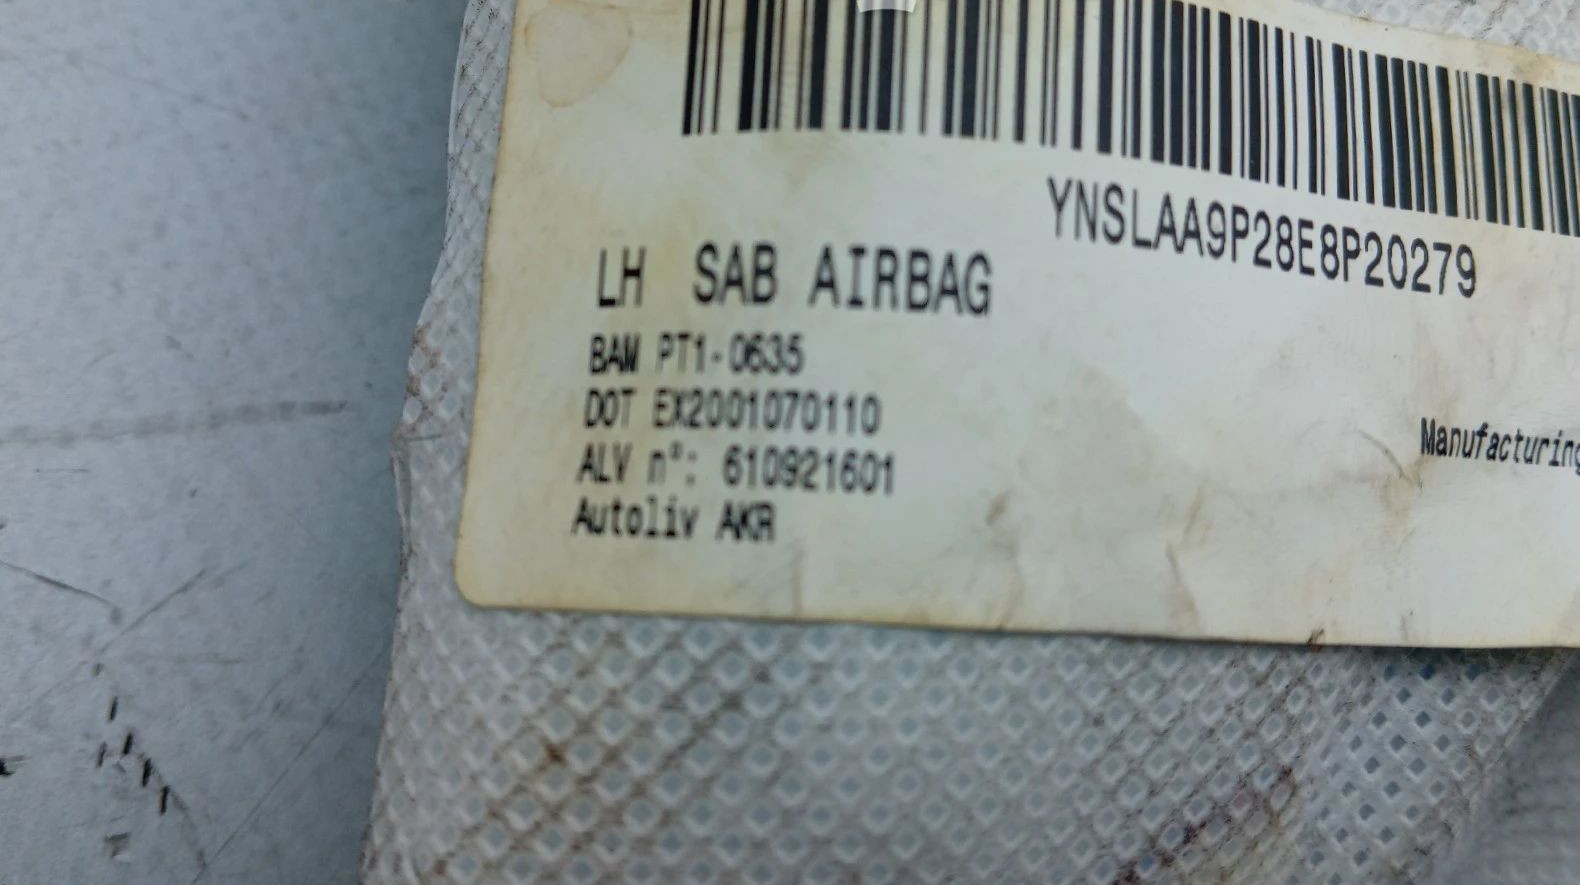 YNSLAA9P28E8P20279
LH SAB AIRBAG
BAM PT1-0635
DOT EX2001070110
ALV n°: 610921601
Autoliv AKR
Manufacturing